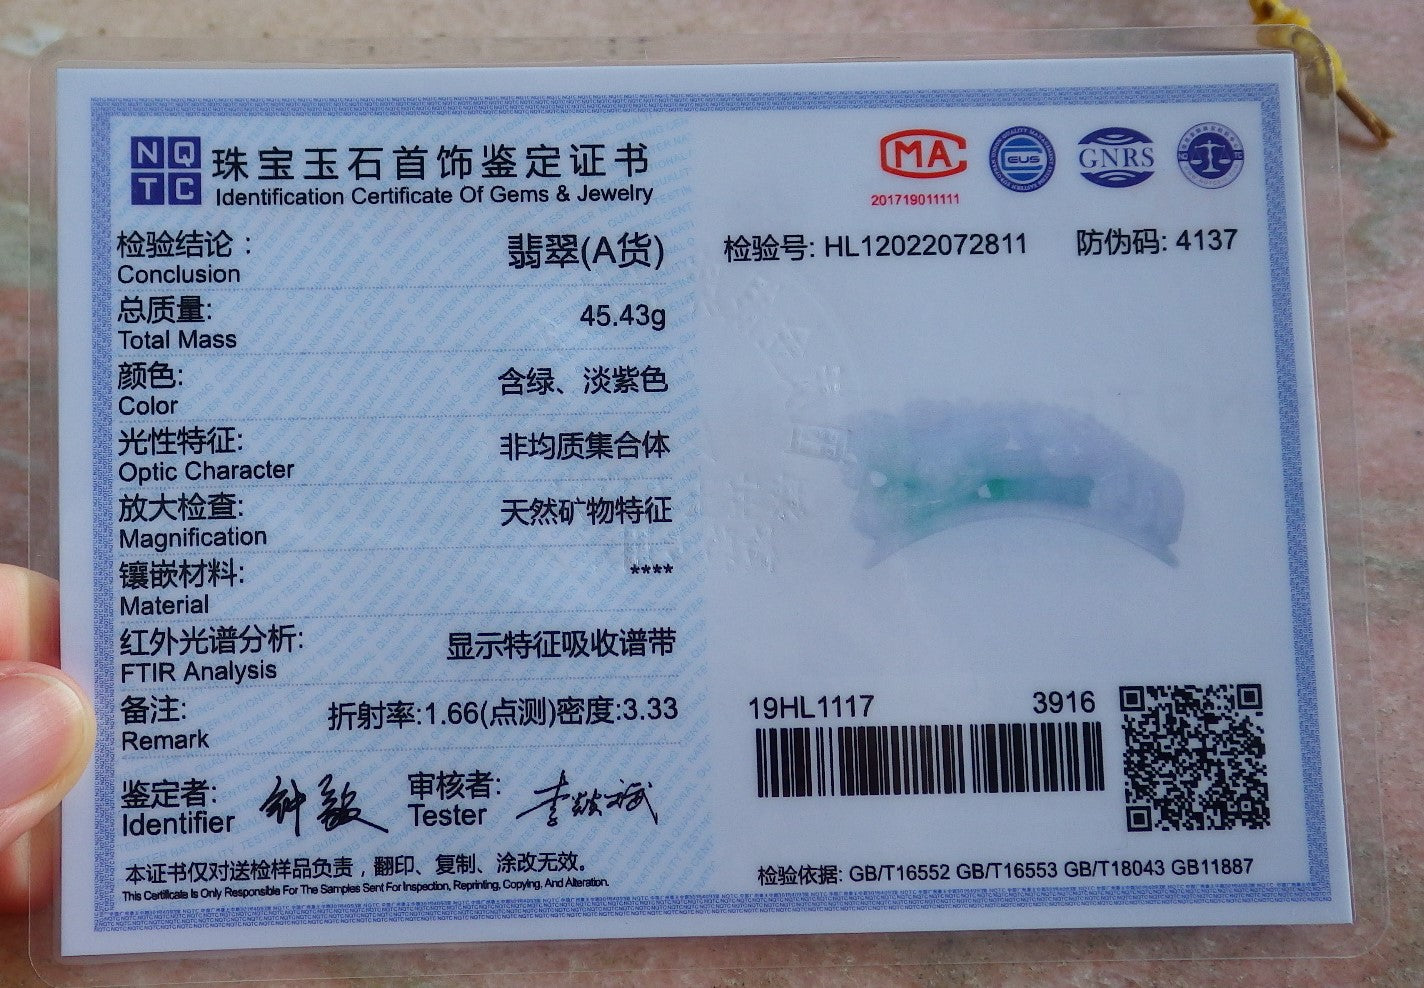 NQ
TC
珠宝玉石首饰鉴定证书
Identification Certificate Of Gems & Jewelry
MA
201719011111
GNRS
检验结论: 翡翠(A货)
Conclusion
检验号: HL12022072811 防伪码: 4137
总质量: 45.43g
Total Mass
颜色: 含绿、淡紫色
Color
光性特征: 非均质集合体
Optic Character
放大检查: 天然矿物特征
Magnification
镶嵌材料: ****
Material
红外光谱分析: 显示特征吸收谱带
FTIR Analysis
备注: 折射率:1.66(点测)密度:3.33
Remark
19HL1117 3916
鉴定者:
Identifier
审核者:
Tester
本证书仅对送检样品负责，翻印、复制、涂改无效。
This Certificate Is Only Responsible For The Samples Sent For Inspection, Reprinting, Copying, And Alteration.
检验依据: GB/T16552 GB/T16553 GB/T18043 GB11887